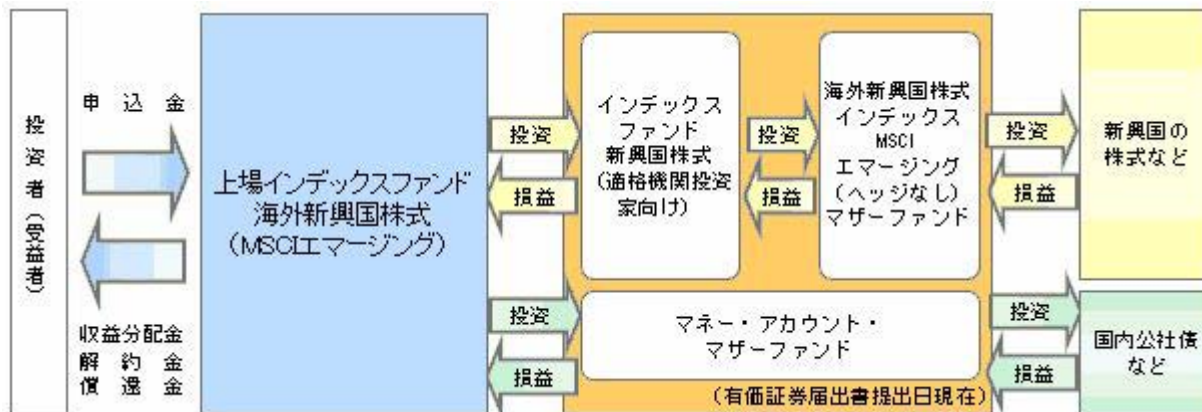 投資者(受益者)
申込金
収益分配金
解約金
償還金
上場インデックスファンド
海外新興国株式
(MSCIエマージング)
投資
損益
投資
損益
インデックス
ファンド
新興国株式
(適格機関投資
家向け)
投資
損益
海外新興国株式
インデックス
MSCI
エマージング
(ヘッジなし)
マザーファンド
マネー・アカウント・
マザーファンド
(有価証券届出書提出日現在)
投資
損益
投資
損益
新興国の
株式など
国内公社債
など